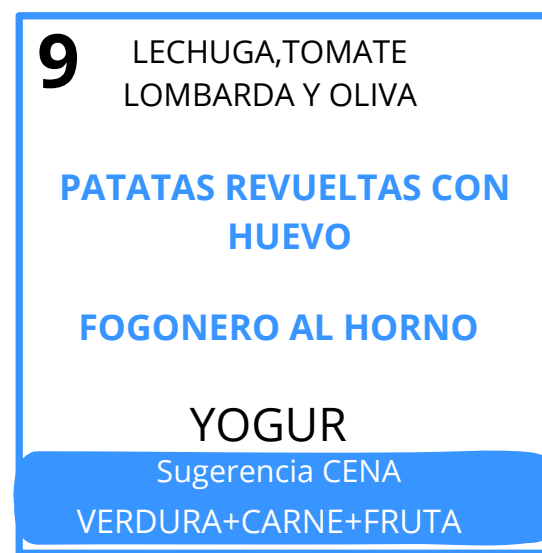 9
LECHUGA,TOMATE
LOMBARDA Y OLIVA
PATATAS REVUELTAS CON
HUEVO
FOGONERO AL HORNO
YOGUR
Sugerencia CENA
VERDURA+CARNE+FRUTA